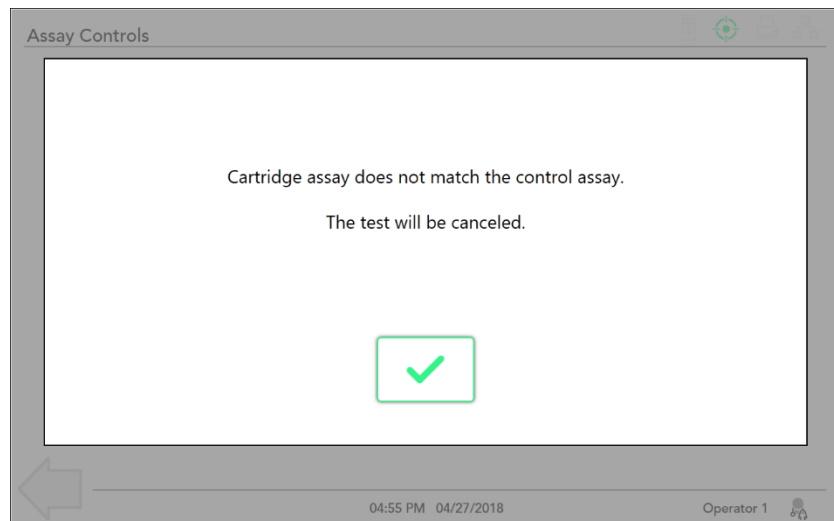 Assay Controls
Cartridge assay does not match the control assay.
The test will be canceled.
04:55 PM 04/27/2018
Operator 1